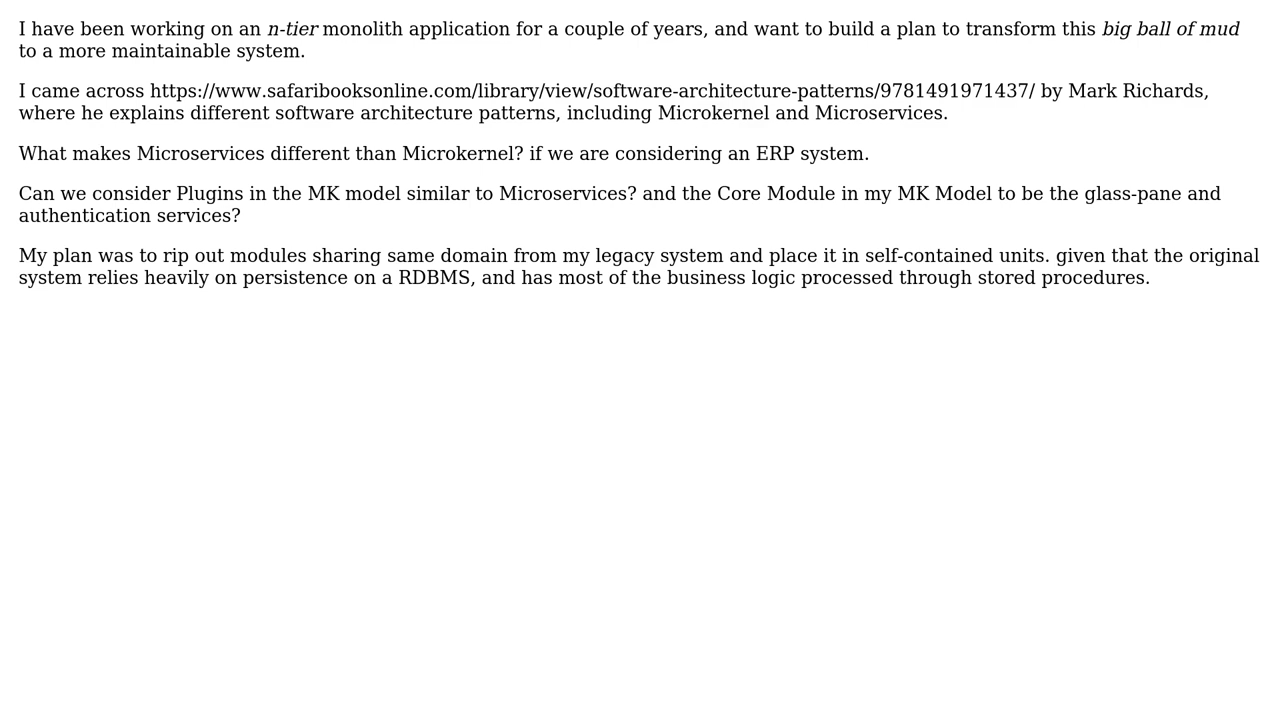 I have been working on an n-tier monolith application for a couple of years, and want to build a plan to transform this big ball of mud
to a more maintainable system.
I came across https://www.safaribooksonline.com/library/view/software-architecture-patterns/9781491971437/ by Mark Richards,
where he explains different software architecture patterns, including Microkernel and Microservices.
What makes Microservices different than Microkernel? if we are considering an ERP system.
Can we consider Plugins in the MK model similar to Microservices? and the Core Module in my MK Model to be the glass-pane and
authentication services?
My plan was to rip out modules sharing same domain from my legacy system and place it in self-contained units. given that the original
system relies heavily on persistence on a RDBMS, and has most of the business logic processed through stored procedures.